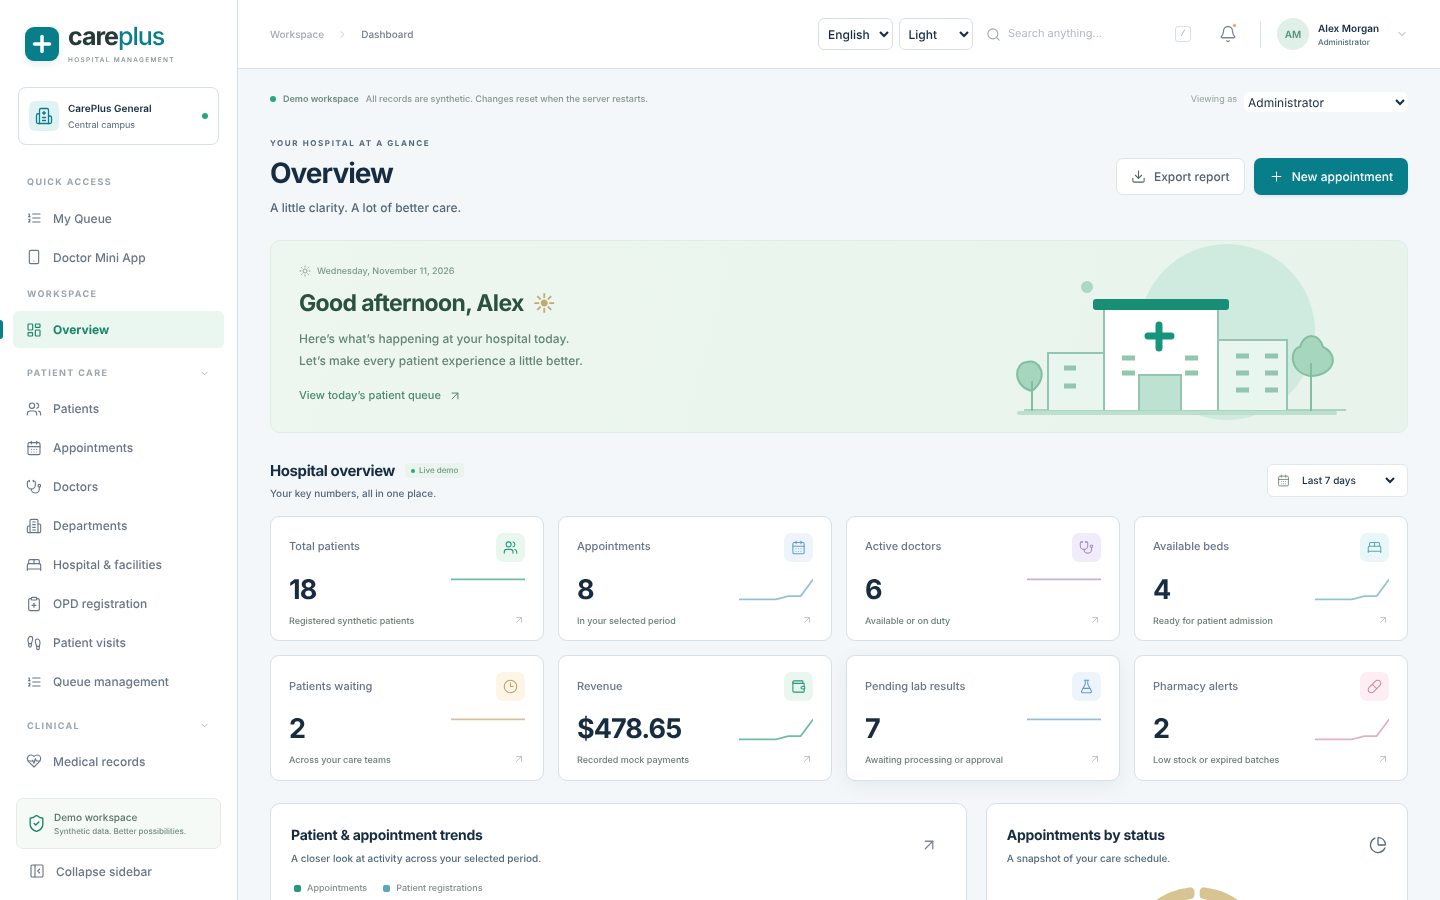 careplus
HOSPITAL MANAGEMENT
CarePlus General
Central campus
QUICK ACCESS
My Queue
Doctor Mini App
WORKSPACE
Overview
PATIENT CARE
Patients
Appointments
Doctors
Departments
Hospital & facilities
OPD registration
Patient visits
Queue management
CLINICAL
Medical records
Demo workspace
Synthetic data. Better possibilities.
Collapse sidebar
Workspace
Dashboard
English
Light
Search anything...
/
AM
Alex Morgan
Administrator
Demo workspace All records are synthetic. Changes reset when the server restarts.
Viewing as
Administrator
YOUR HOSPITAL AT A GLANCE
Overview
A little clarity. A lot of better care.
Export report
New appointment
Wednesday, November 11, 2026
Good afternoon, Alex
Here's what's happening at your hospital today.
Let's make every patient experience a little better.
View today's patient queue
Hospital overview
Live demo
Your key numbers, all in one place.
Last 7 days
Total patients
18
Registered synthetic patients
Appointments
8
In your selected period
Active doctors
6
Available or on duty
Available beds
4
Ready for patient admission
Patients waiting
2
Across your care teams
Revenue
$478.65
Recorded mock payments
Pending lab results
7
Awaiting processing or approval
Pharmacy alerts
2
Low stock or expired batches
Patient & appointment trends
A closer look at activity across your selected period.
Appointments
Patient registrations
Appointments by status
A snapshot of your care schedule.